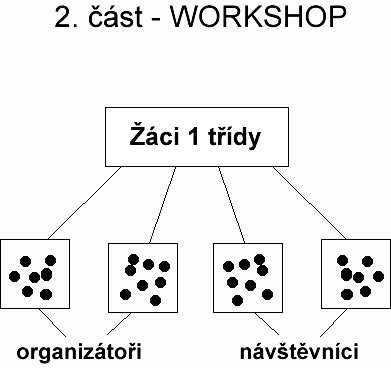 2. část - WORKSHOP
Žáci 1 třídy
organizátoři
návštěvníci